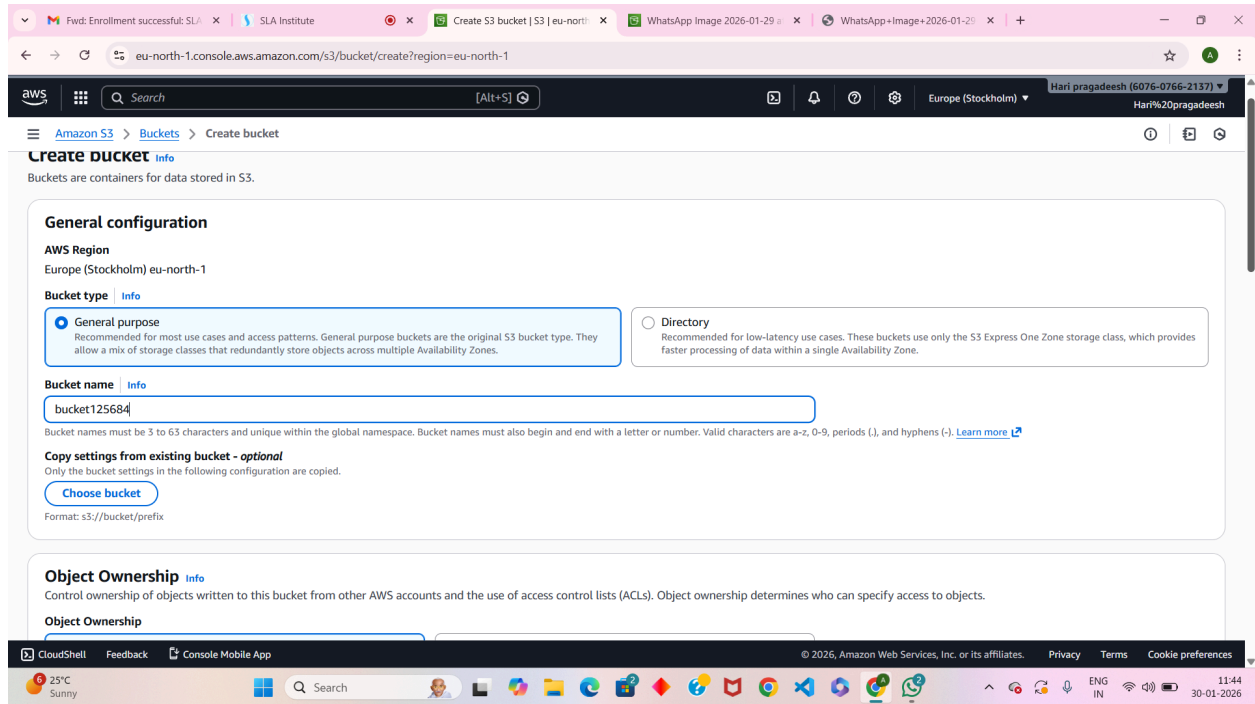 Fwd: Enrollment successful: SLA
SLA Institute
Create S3 bucket | S3 | eu-north
WhatsApp Image 2026-01-29 a
WhatsApp+Image+2026-01-29
eu-north-1.console.aws.amazon.com/s3/bucket/create?region=eu-north-1
A
aws
Search
[Alt+S]
Europe (Stockholm)
Hari pragadeesh (6076-0766-2137)
Hari%20pragadeesh
Amazon S3 > Buckets > Create bucket
Create bucket Info
Buckets are containers for data stored in S3.
General configuration
AWS Region
Europe (Stockholm) eu-north-1
Bucket type Info
General purpose
Recommended for most use cases and access patterns. General purpose buckets are the original S3 bucket type. They
allow a mix of storage classes that redundantly store objects across multiple Availability Zones.
Directory
Recommended for low-latency use cases. These buckets use only the S3 Express One Zone storage class, which provides
faster processing of data within a single Availability Zone.
Bucket name Info
bucket125684
Bucket names must be 3 to 63 characters and unique within the global namespace. Bucket names must also begin and end with a letter or number. Valid characters are a-z, 0-9, periods (.), and hyphens (-). Learn more
Copy settings from existing bucket - optional
Only the bucket settings in the following configuration are copied.
Choose bucket
Format: s3://bucket/prefix
Object Ownership Info
Control ownership of objects written to this bucket from other AWS accounts and the use of access control lists (ACLs). Object ownership determines who can specify access to objects.
Object Ownership
CloudShell Feedback Console Mobile App
© 2026, Amazon Web Services, Inc. or its affiliates. Privacy Terms Cookie preferences
6
25°C
Sunny
Search
2
A
2
ENG
IN
11:44
30-01-2026